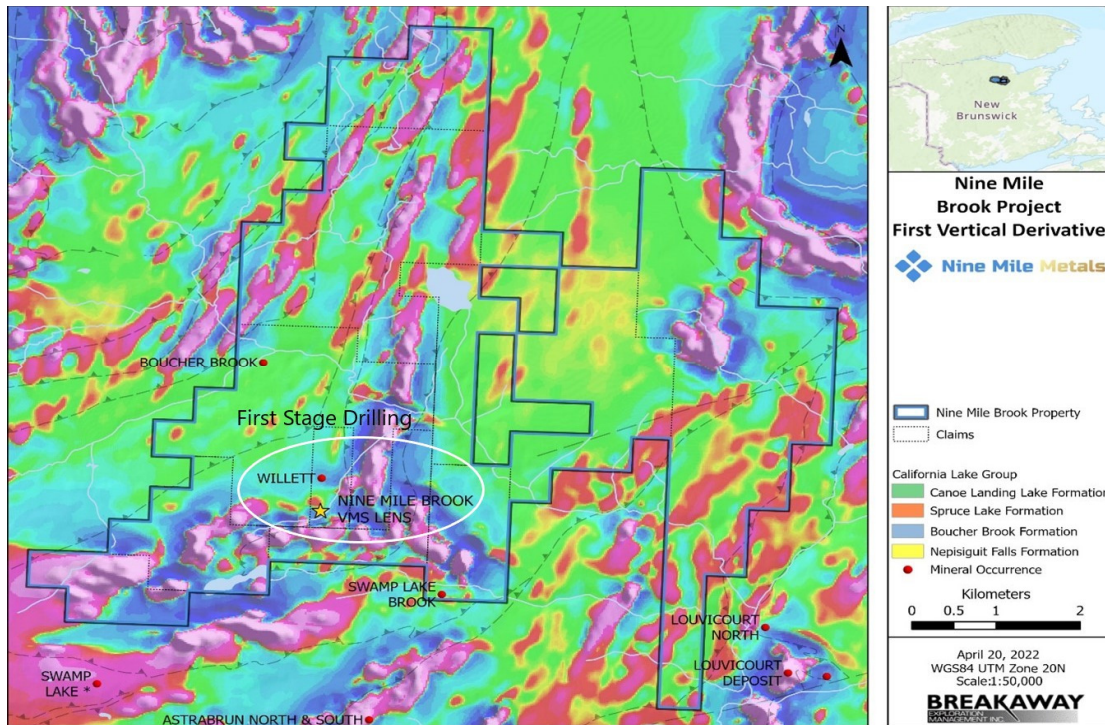 N
BOUCHER BROOK
First Stage Drilling
WILLETT
NINE MILE BROOK
VMS LENS
SWAMP LAKE
BROOK
LOUVICOURT
NORTH
LOUVICOURT
DEPOSIT
SWAMP
LAKE *
ASTRABRUN NORTH & SOUTH
New
Brunswick
Nine Mile
Brook Project
First Vertical Derivative
Nine Mile Metals
Nine Mile Brook Property
Claims
California Lake Group
Canoe Landing Lake Formation
Spruce Lake Formation
Boucher Brook Formation
Nepisiguit Falls Formation
Mineral Occurrence
Kilometers
0 0.5 1 2
April 20, 2022
WGS84 UTM Zone 20N
Scale:1:50,000
BREAKAWAY
EXPLORATION
MANAGEMENT INC.